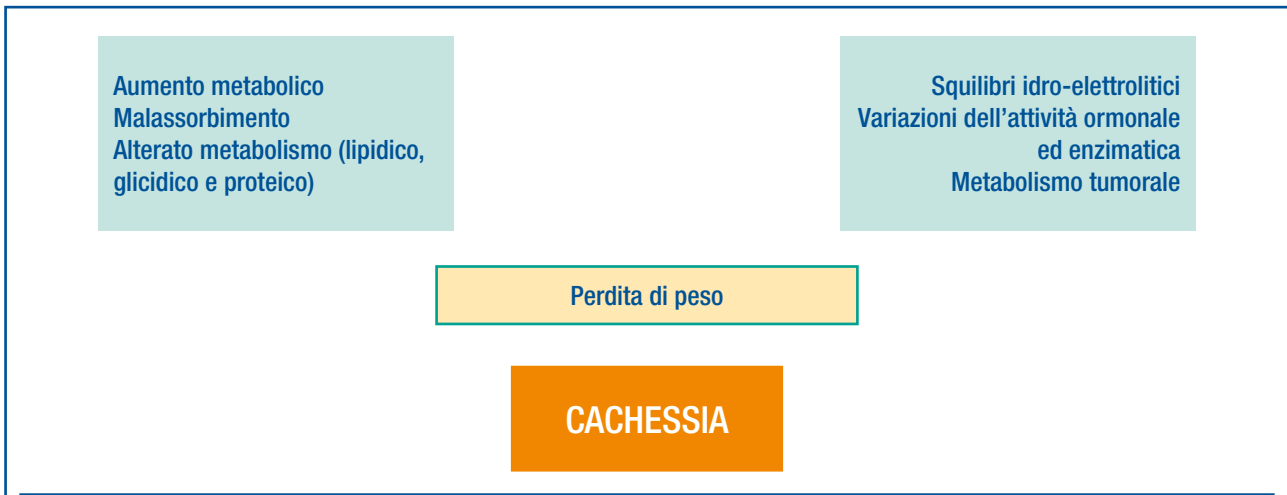 Aumento metabolico
Malassorbimento
Alterato metabolismo (lipidico,
glicidico e proteico)
Squilibri idro-elettrolitici
Variazioni dell’attività ormonale
ed enzimatica
Metabolismo tumorale
Perdita di peso
CACHESSIA